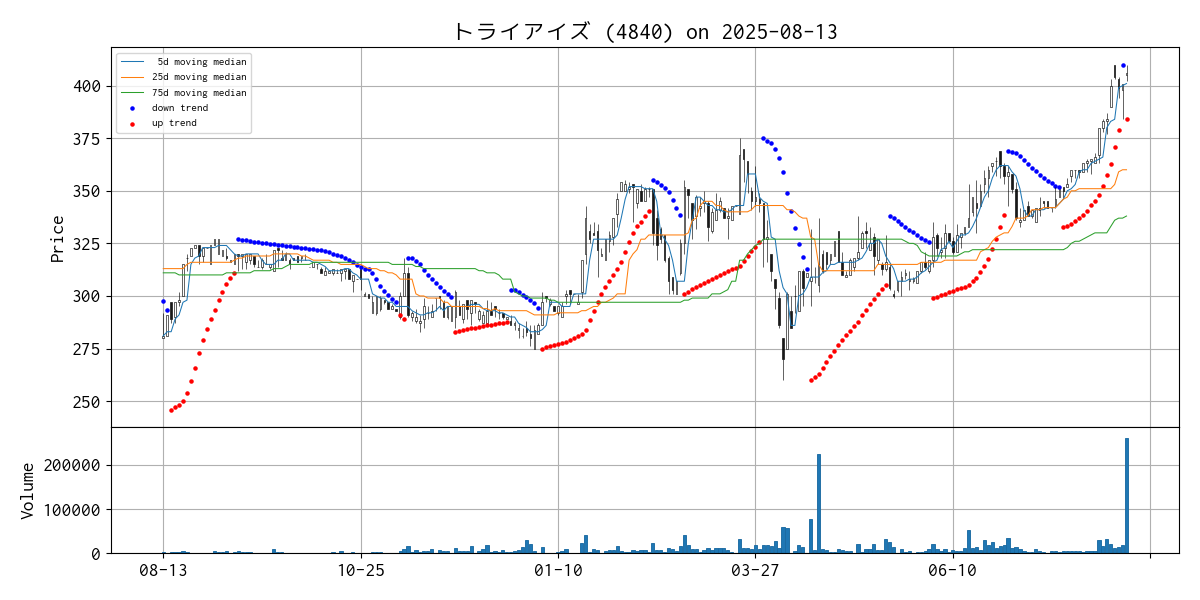 トライアイズ (4840) on 2025-08-13
5d moving median
25d moving median
75d moving median
down trend
up trend
Price
400
375
350
325
300
275
250
Volume
200000
100000
0
08-13
10-25
01-10
03-27
06-10